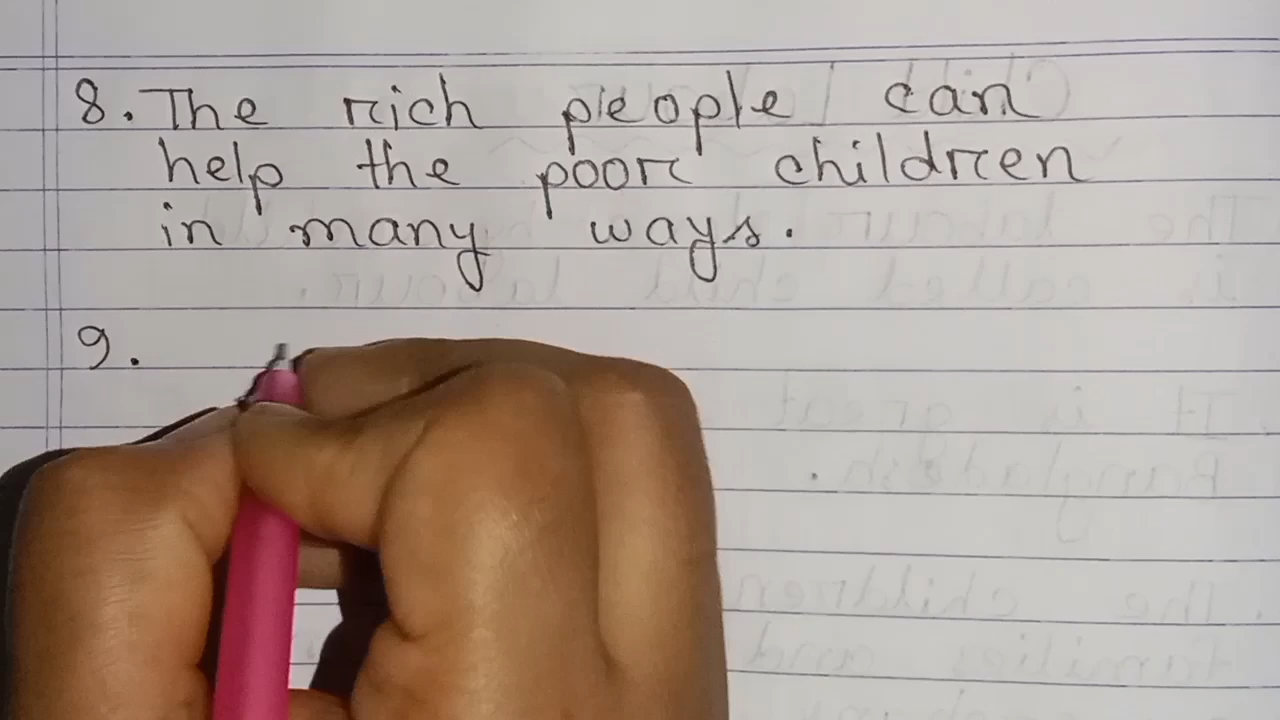 8. The rich people can
help the poor children
in many ways.
9.